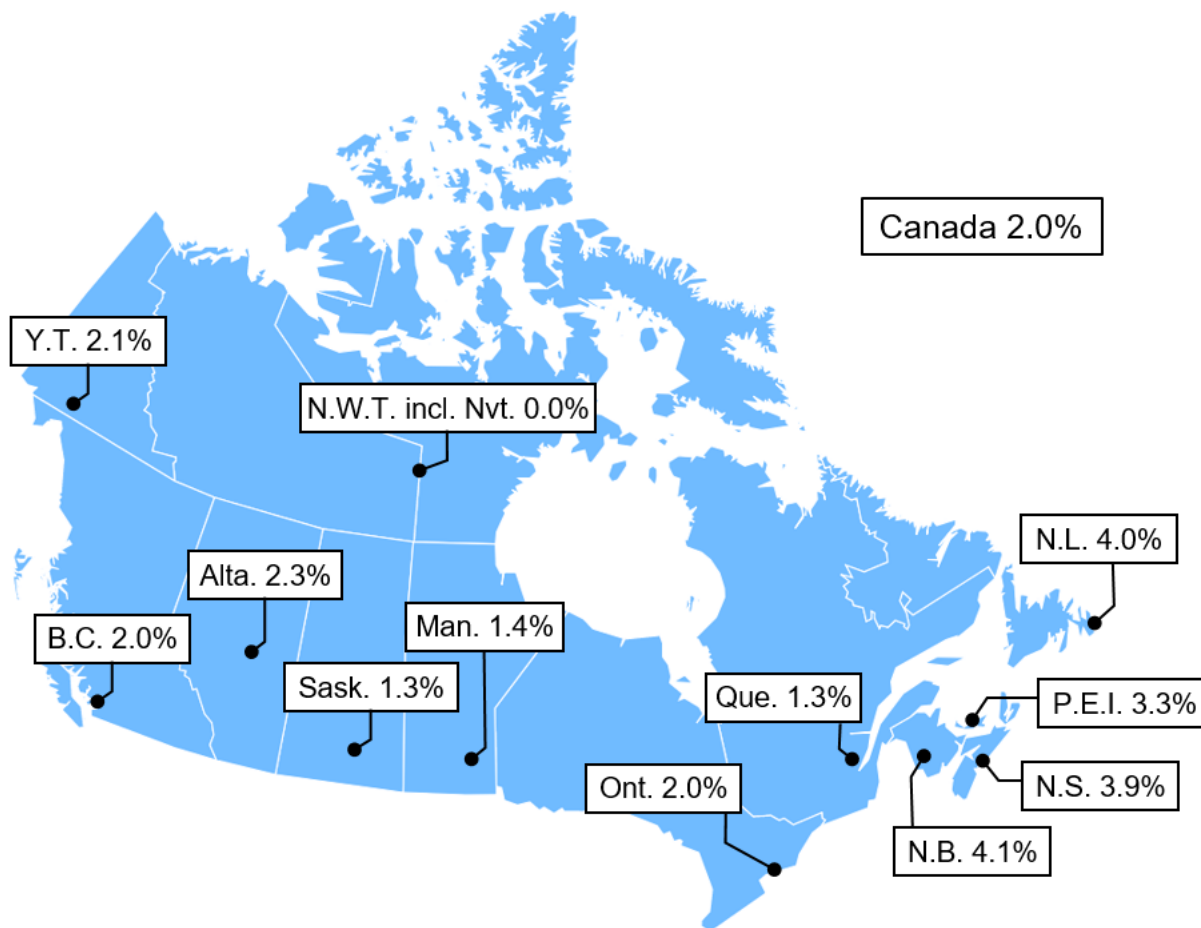 Canada 2.0%
Y.T. 2.1%
N.W.T. incl. Nvt. 0.0%
N.L. 4.0%
Alta. 2.3%
B.C. 2.0%
Man. 1.4%
Sask. 1.3%
Que. 1.3%
P.E.I. 3.3%
Ont. 2.0%
N.S. 3.9%
N.B. 4.1%